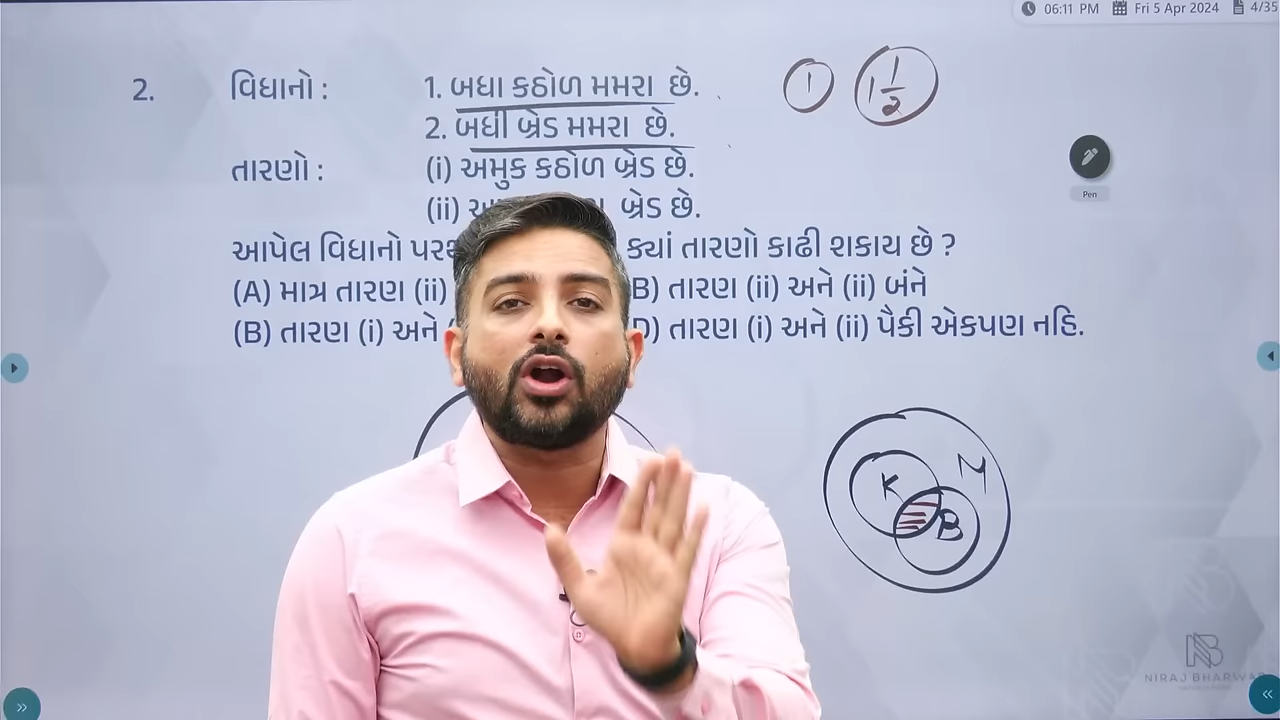 06:11 PM Fri 5 Apr 2024 4/35
2. વિધાનો : 1. બધા કઠોળ મમરા છે.
1 1 1/2
2. બધી બ્રેડ મમરા છે.
Pen
તારણો : (i) અમુક કઠોળ બ્રેડ છે.
(ii) બ્રેડ છે.
આપેલ વિધાનો ક્યાં તારણો કાઢી શકાય છે ?
(A) માત્ર તારણ (ii) B) તારણ (ii) અને (ii) બંને
(B) તારણ (i) અને D) તારણ (i) અને (ii) પૈકી એકપણ નહિ.
K M
B
NB
NIRAJ BHARWAD